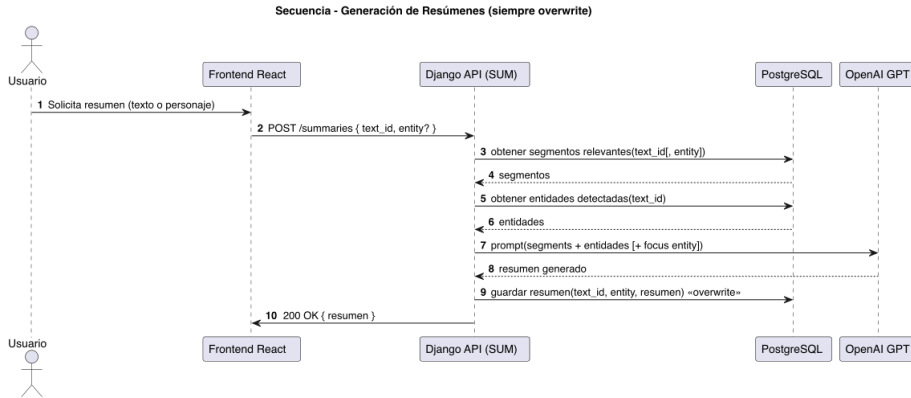 Secuencia - Generación de Resúmenes (siempre overwrite)
Usuario
Frontend React
Django API (SUM)
PostgreSQL
OpenAI GPT
1 Solicita resumen (texto o personaje)
2 POST /summaries { text_id, entity? }
3 obtener segmentos relevantes(text_id[, entity])
4 segmentos
5 obtener entidades detectadas(text_id)
6 entidades
7 prompt(segments + entidades [+ focus entity])
8 resumen generado
9 guardar resumen(text_id, entity, resumen) «overwrite»
10 200 OK { resumen }
Usuario
Frontend React
Django API (SUM)
PostgreSQL
OpenAI GPT